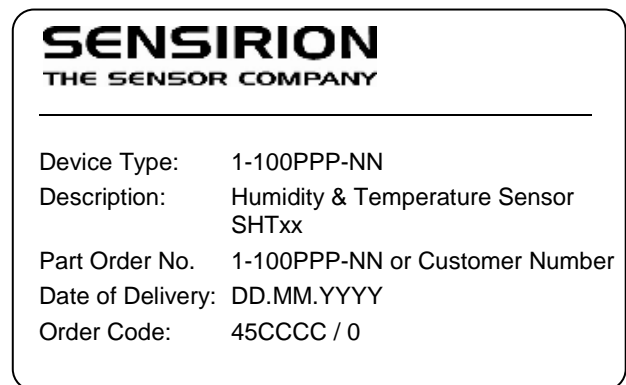 SENSIRION
THE SENSOR COMPANY
Device Type: 1-100PPP-NN
Description: Humidity & Temperature Sensor
SHTxx
Part Order No. 1-100PPP-NN or Customer Number
Date of Delivery: DD.MM.YYYY
Order Code: 45CCCC / 0